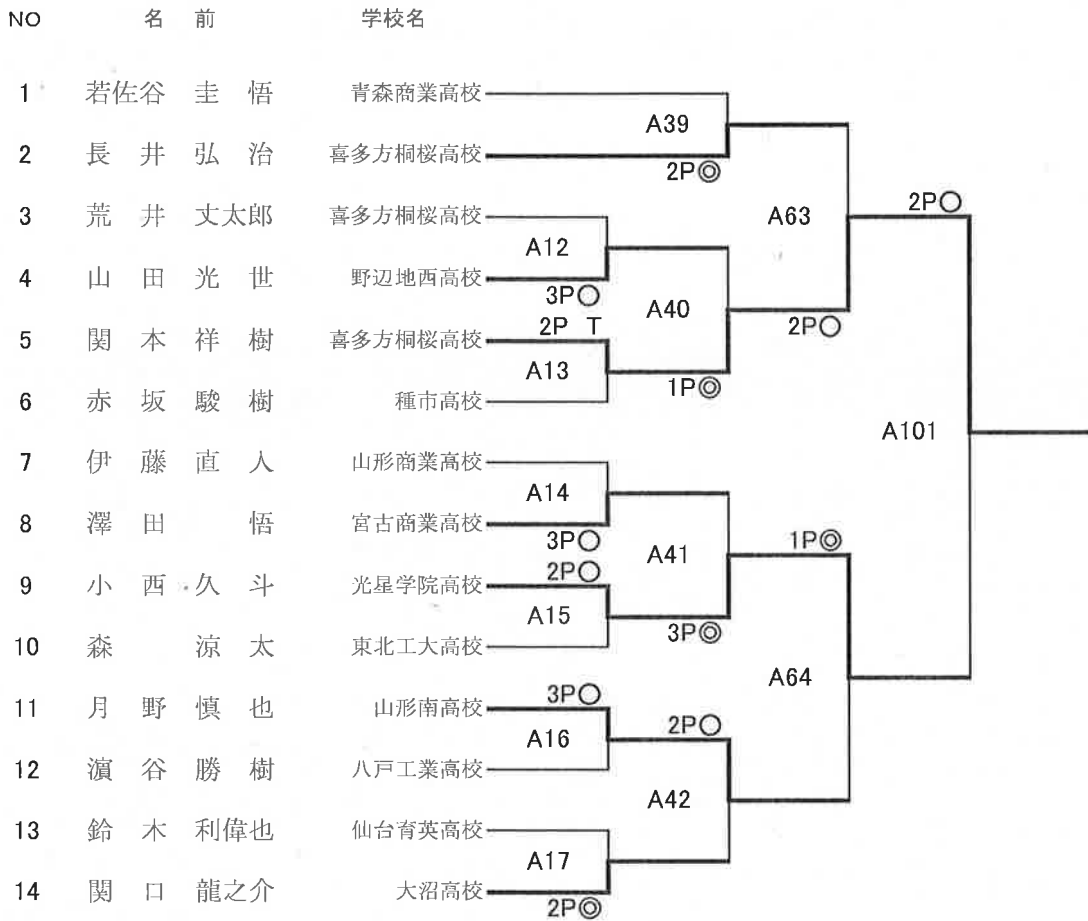 NO 名 前 学校名
1 若佐谷 圭 悟 青森商業高校
A39
2 長 井 弘 治 喜多方桐桜高校
2P◎
2P○
3 荒 井 丈太郎 喜多方桐桜高校
A63
A12
4 山 田 光 世 野辺地西高校
3P○
A40
2P T
2P○
5 関 本 祥 樹 喜多方桐桜高校
A13
1P◎
6 赤 坂 駿 樹 種市高校
A101
7 伊 藤 直 人 山形商業高校
A14
8 澤 田 悟 宮古商業高校
3P○
1P◎
A41
2P○
9 小 西 久 斗 光星学院高校
A15
3P◎
10 森 涼 太 東北工大高校
A64
3P○
11 月 野 慎 也 山形南高校
2P○
A16
12 濵 谷 勝 樹 八戸工業高校
A42
13 鈴 木 利偉也 仙台育英高校
A17
14 関 口 龍之介 大沼高校
2P◎